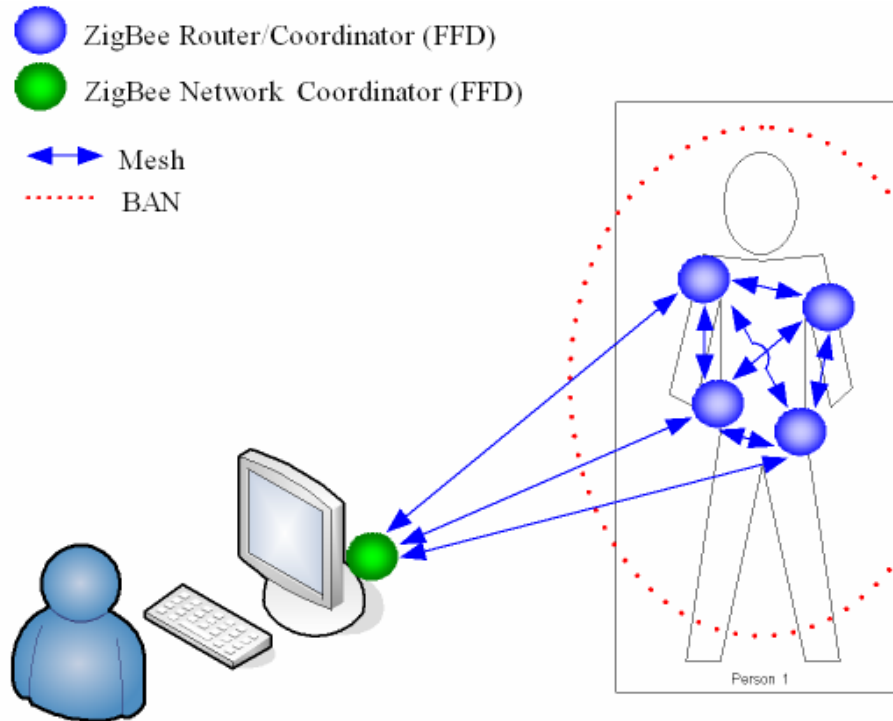 ZigBee Router/Coordinator (FFD)
ZigBee Network Coordinator (FFD)
Mesh
BAN
Person 1